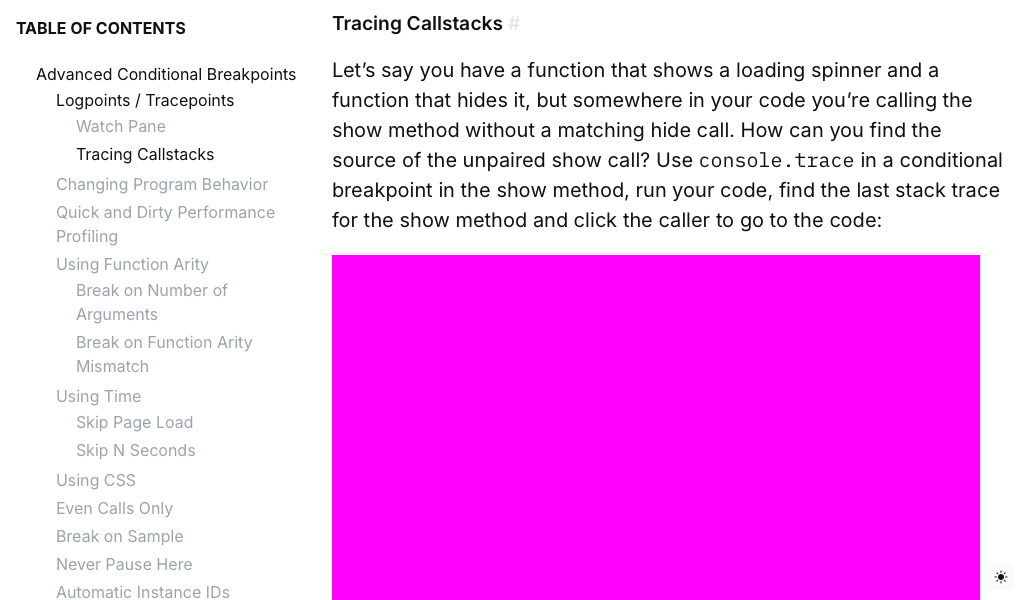 TABLE OF CONTENTS
Advanced Conditional Breakpoints
Logpoints / Tracepoints
Watch Pane
Tracing Callstacks
Changing Program Behavior
Quick and Dirty Performance
Profiling
Using Function Arity
Break on Number of
Arguments
Break on Function Arity
Mismatch
Using Time
Skip Page Load
Skip N Seconds
Using CSS
Even Calls Only
Break on Sample
Never Pause Here
Automatic Instance IDs
Tracing Callstacks #
Let’s say you have a function that shows a loading spinner and a
function that hides it, but somewhere in your code you’re calling the
show method without a matching hide call. How can you find the
source of the unpaired show call? Use console.trace in a conditional
breakpoint in the show method, run your code, find the last stack trace
for the show method and click the caller to go to the code: